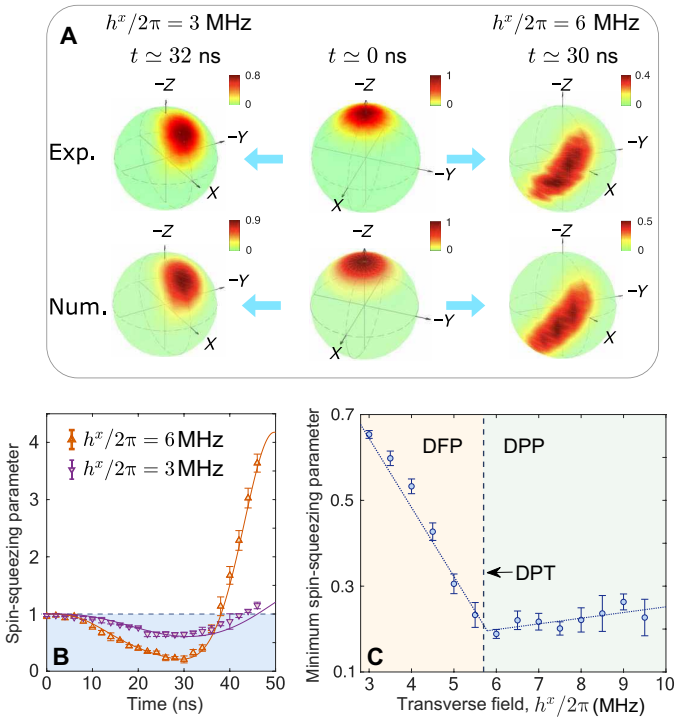 A
h^x/2π = 3 MHz
h^x/2π = 6 MHz
t ≃ 32 ns
t ≃ 0 ns
t ≃ 30 ns
Exp.
−Z 0.8 0 −Y X
−Z 1 0 −Y X
−Z 0.4 0 −Y X
Num.
−Z 0.9 0 −Y X
−Z 1 0 −Y X
−Z 0.5 0 −Y X
Spin-squeezing parameter
4
3
2
1
0
h^x/2π = 6 MHz
h^x/2π = 3 MHz
B
0 10 20 30 40 50
Time (ns)
Minimum spin-squeezing parameter
0.7
0.5
0.3
0.1
DFP
DPP
DPT
C
3 4 5 6 7 8 9 10
Transverse field, h^x/2π (MHz)